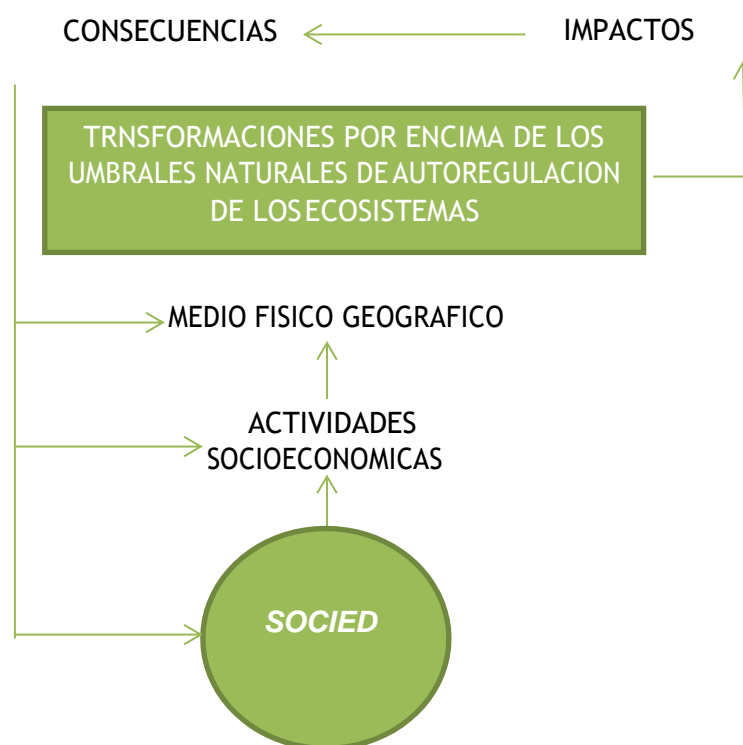 CONSECUENCIAS IMPACTOS
TRNSFORMACIONES POR ENCIMA DE LOS
UMBRALES NATURALES DE AUTOREGULACION
DE LOS ECOSISTEMAS
MEDIO FISICO GEOGRAFICO
ACTIVIDADES
SOCIOECONOMICAS
SOCIED